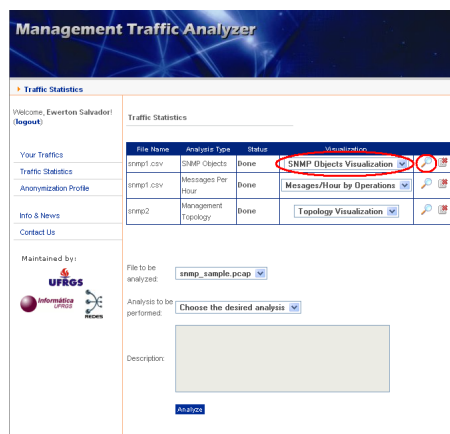 Management Traffic Analyzer
Traffic Statistics
Welcome, Ewerton Salvador!
(logout)
Your Traffics
Traffic Statistics
Anonymization Profile
Info & News
Contact Us
Maintained by:
UFRGS
Informática
UFRGS
REDES
Traffic Statistics
File Name Analysis Type Status Visualization
snmp1.csv SNMP Objects Done SNMP Objects Visualization
snmp1.csv Messages Per Hour Done Mesages/Hour by Operations
snmp2 Management Topology Done Topology Visualization
File to be analyzed: snmp_sample.pcap
Analysis to be performed: Choose the desired analysis
Description:
Analyze